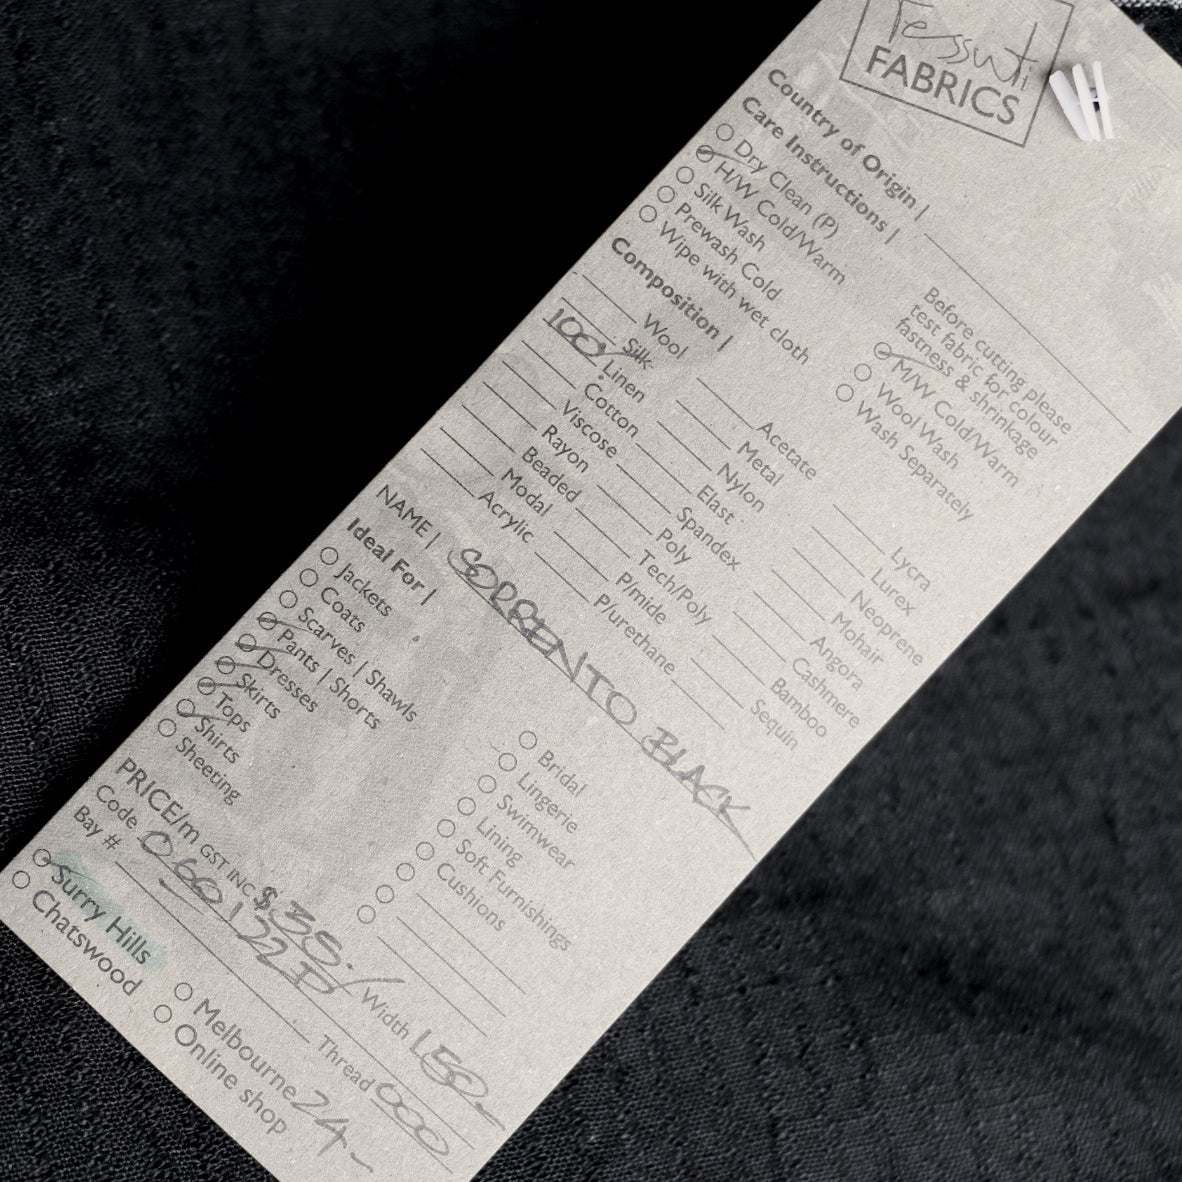 Tessuti
FABRICS
Country of Origin |
Care Instructions |
Dry Clean (P)
H/W Cold/Warm
Silk Wash
Prewash Cold
Wipe with wet cloth
Before cutting please
test fabric for colour
fastness & shrinkage
M/W Cold/Warm
Wool Wash
Wash Separately
Composition |
Wool
Silk
100% Linen
Cotton
Viscose
Rayon
Beaded
Modal
Acrylic
Acetate
Metal
Nylon
Elast
Spandex
Poly
Tech/Poly
P/mide
P/urethane
Lycra
Lurex
Neoprene
Mohair
Angora
Cashmere
Bamboo
Sequin
NAME | SORRENTO BLACK
Ideal For |
Jackets
Coats
Scarves | Shawls
Pants | Shorts
Dresses
Skirts
Tops
Shirts
Sheeting
Bridal
Lingerie
Swimwear
Lining
Soft Furnishings
Cushions
PRICE/m GST INC $
Code
Width 150
Bay #
Thread 000
Surry Hills
Chatswood
Melbourne
Online shop